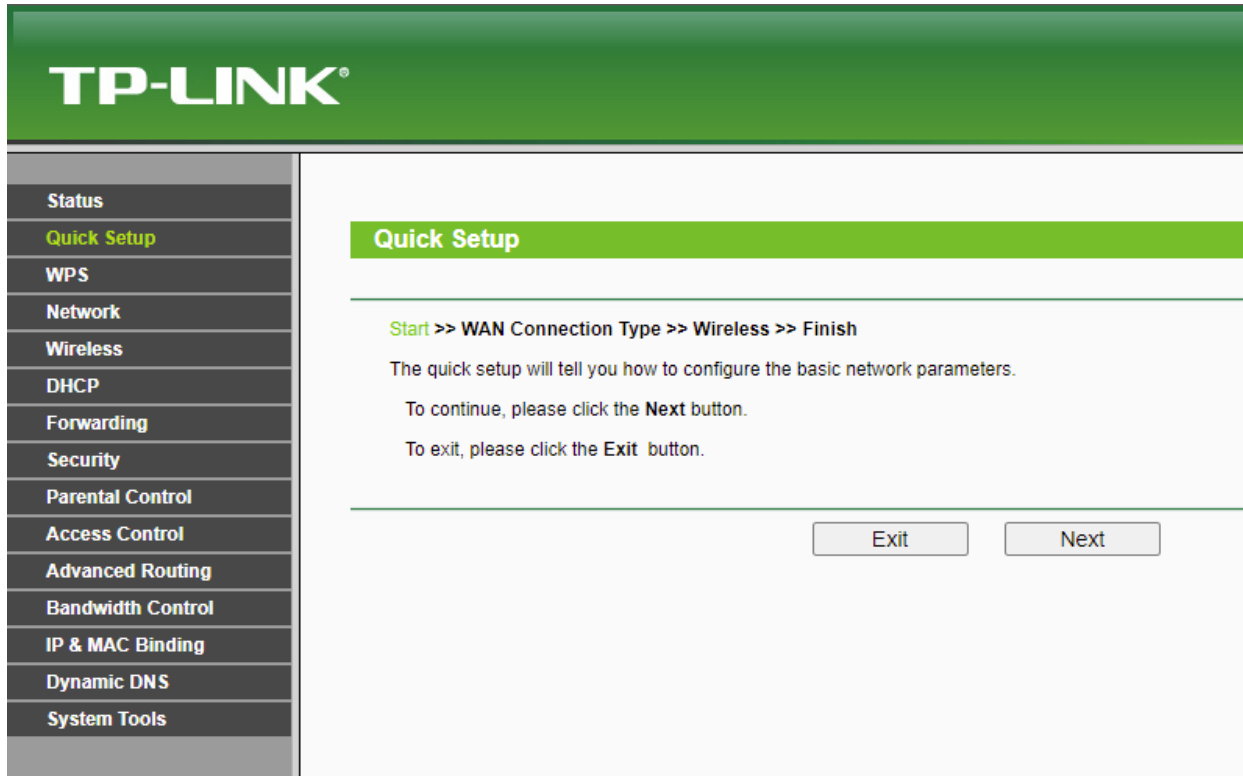 TP-LINK®
Status
Quick Setup
WPS
Network
Wireless
DHCP
Forwarding
Security
Parental Control
Access Control
Advanced Routing
Bandwidth Control
IP & MAC Binding
Dynamic DNS
System Tools
Quick Setup
Start >> WAN Connection Type >> Wireless >> Finish
The quick setup will tell you how to configure the basic network parameters.
To continue, please click the Next button.
To exit, please click the Exit button.
Exit Next